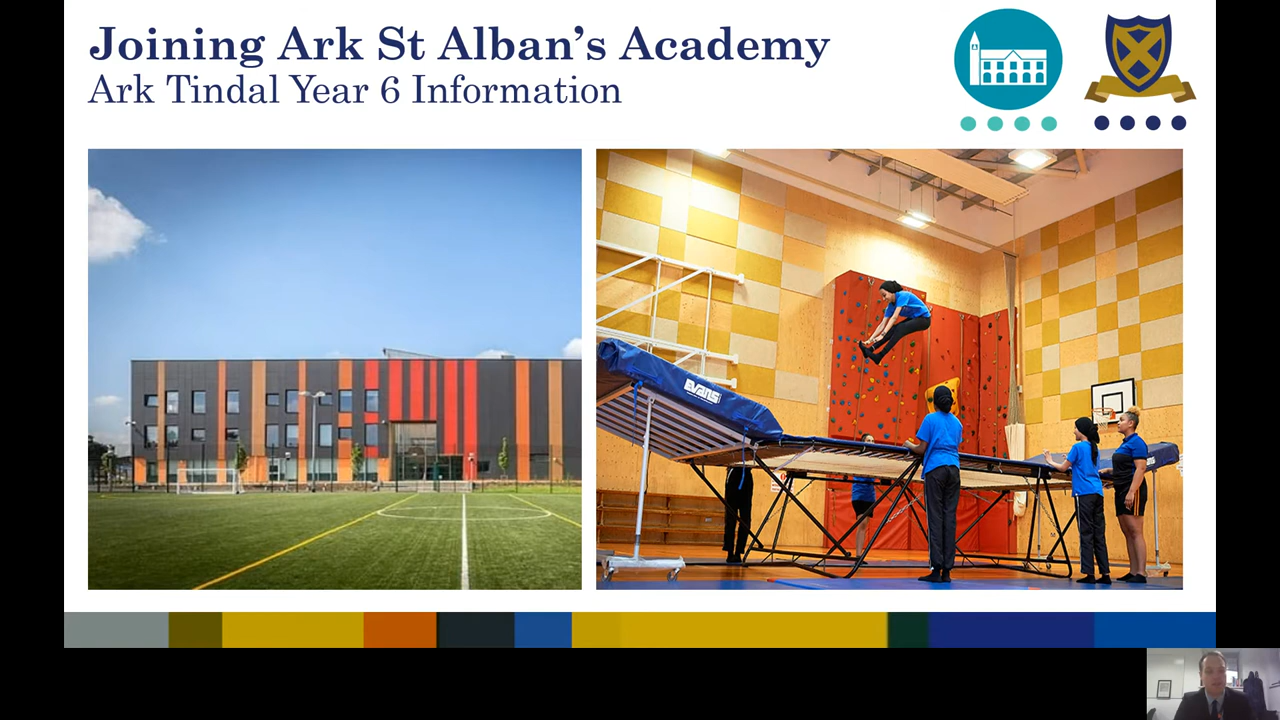 Joining Ark St Alban's Academy
Ark Tindal Year 6 Information
EVANS